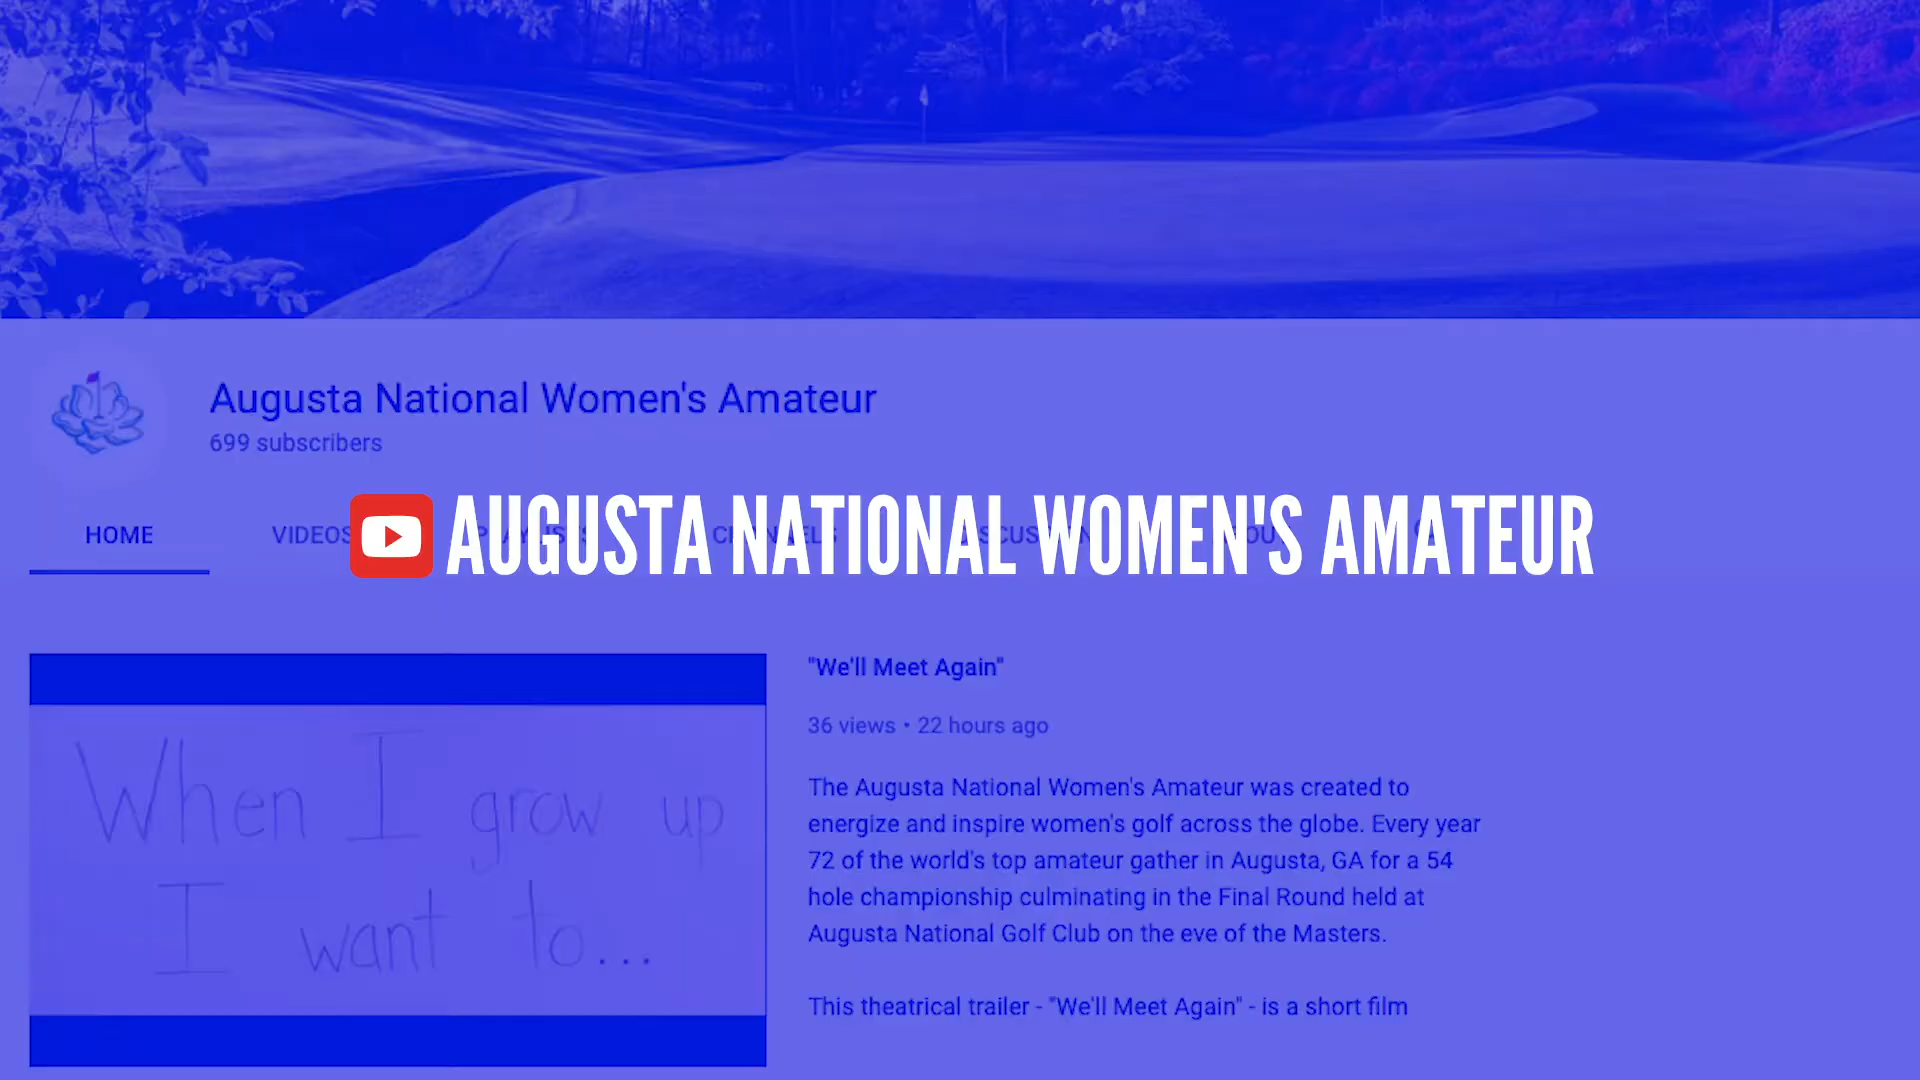 Augusta National Women's Amateur
699 subscribers
AUGUSTA NATIONAL WOMEN'S AMATEUR
HOME VIDEOS PLAYLISTS CHANNELS DISCUSSION ABOUT
"We'll Meet Again"
36 views • 22 hours ago
The Augusta National Women's Amateur was created to
energize and inspire women's golf across the globe. Every year
72 of the world's top amateur gather in Augusta, GA for a 54
hole championship culminating in the Final Round held at
Augusta National Golf Club on the eve of the Masters.
This theatrical trailer - "We'll Meet Again" - is a short film
When I grow up
I want to...